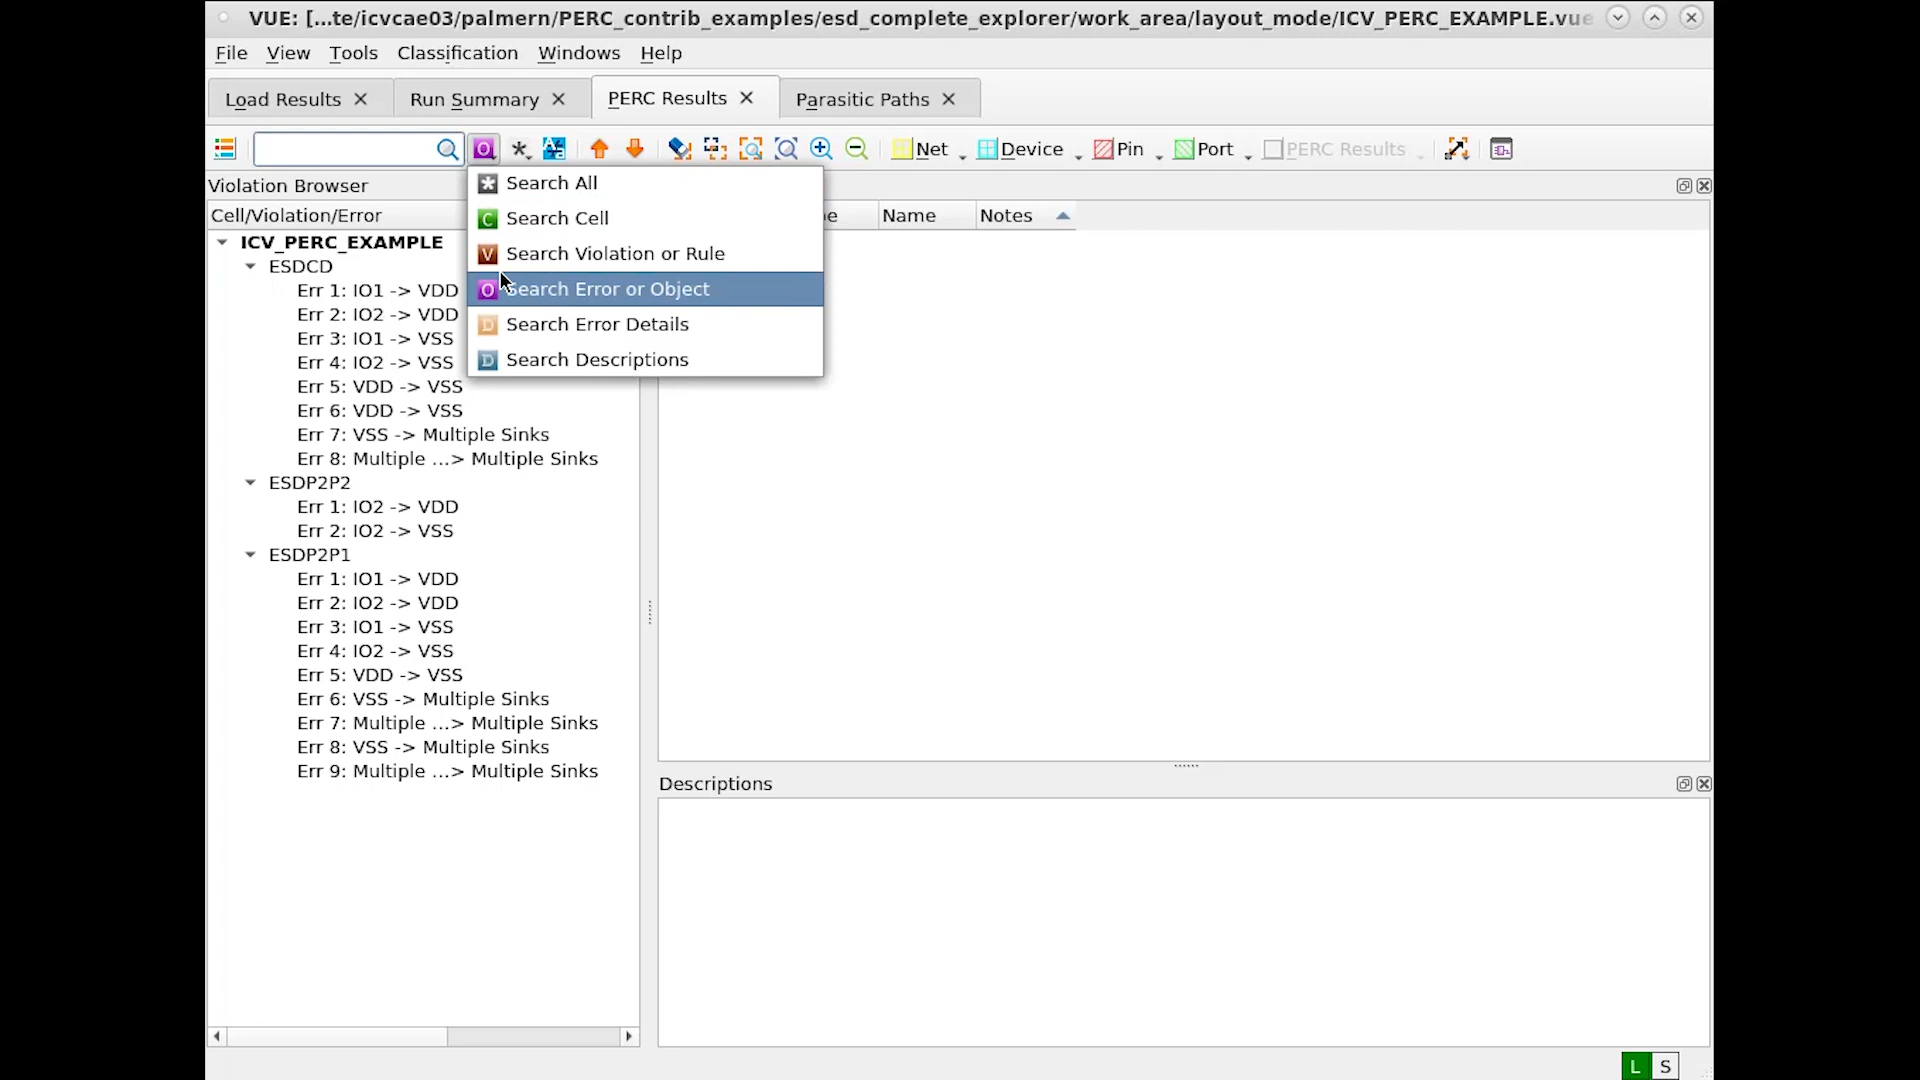 VUE: [...te/icvcae03/palmern/PERC_contrib_examples/esd_complete_explorer/work_area/layout_mode/ICV_PERC_EXAMPLE.vue
File View Tools Classification Windows Help
Load Results Run Summary PERC Results Parasitic Paths
O * Net Device Pin Port PERC Results
Violation Browser
Cell/Violation/Error Name Notes
* Search All
C Search Cell
V Search Violation or Rule
O Search Error or Object
D Search Error Details
D Search Descriptions
ICV_PERC_EXAMPLE
ESDCD
Err 1: IO1 -> VDD
Err 2: IO2 -> VDD
Err 3: IO1 -> VSS
Err 4: IO2 -> VSS
Err 5: VDD -> VSS
Err 6: VDD -> VSS
Err 7: VSS -> Multiple Sinks
Err 8: Multiple ...> Multiple Sinks
ESDP2P2
Err 1: IO2 -> VDD
Err 2: IO2 -> VSS
ESDP2P1
Err 1: IO1 -> VDD
Err 2: IO2 -> VDD
Err 3: IO1 -> VSS
Err 4: IO2 -> VSS
Err 5: VDD -> VSS
Err 6: VSS -> Multiple Sinks
Err 7: Multiple ...> Multiple Sinks
Err 8: VSS -> Multiple Sinks
Err 9: Multiple ...> Multiple Sinks
Descriptions
L S